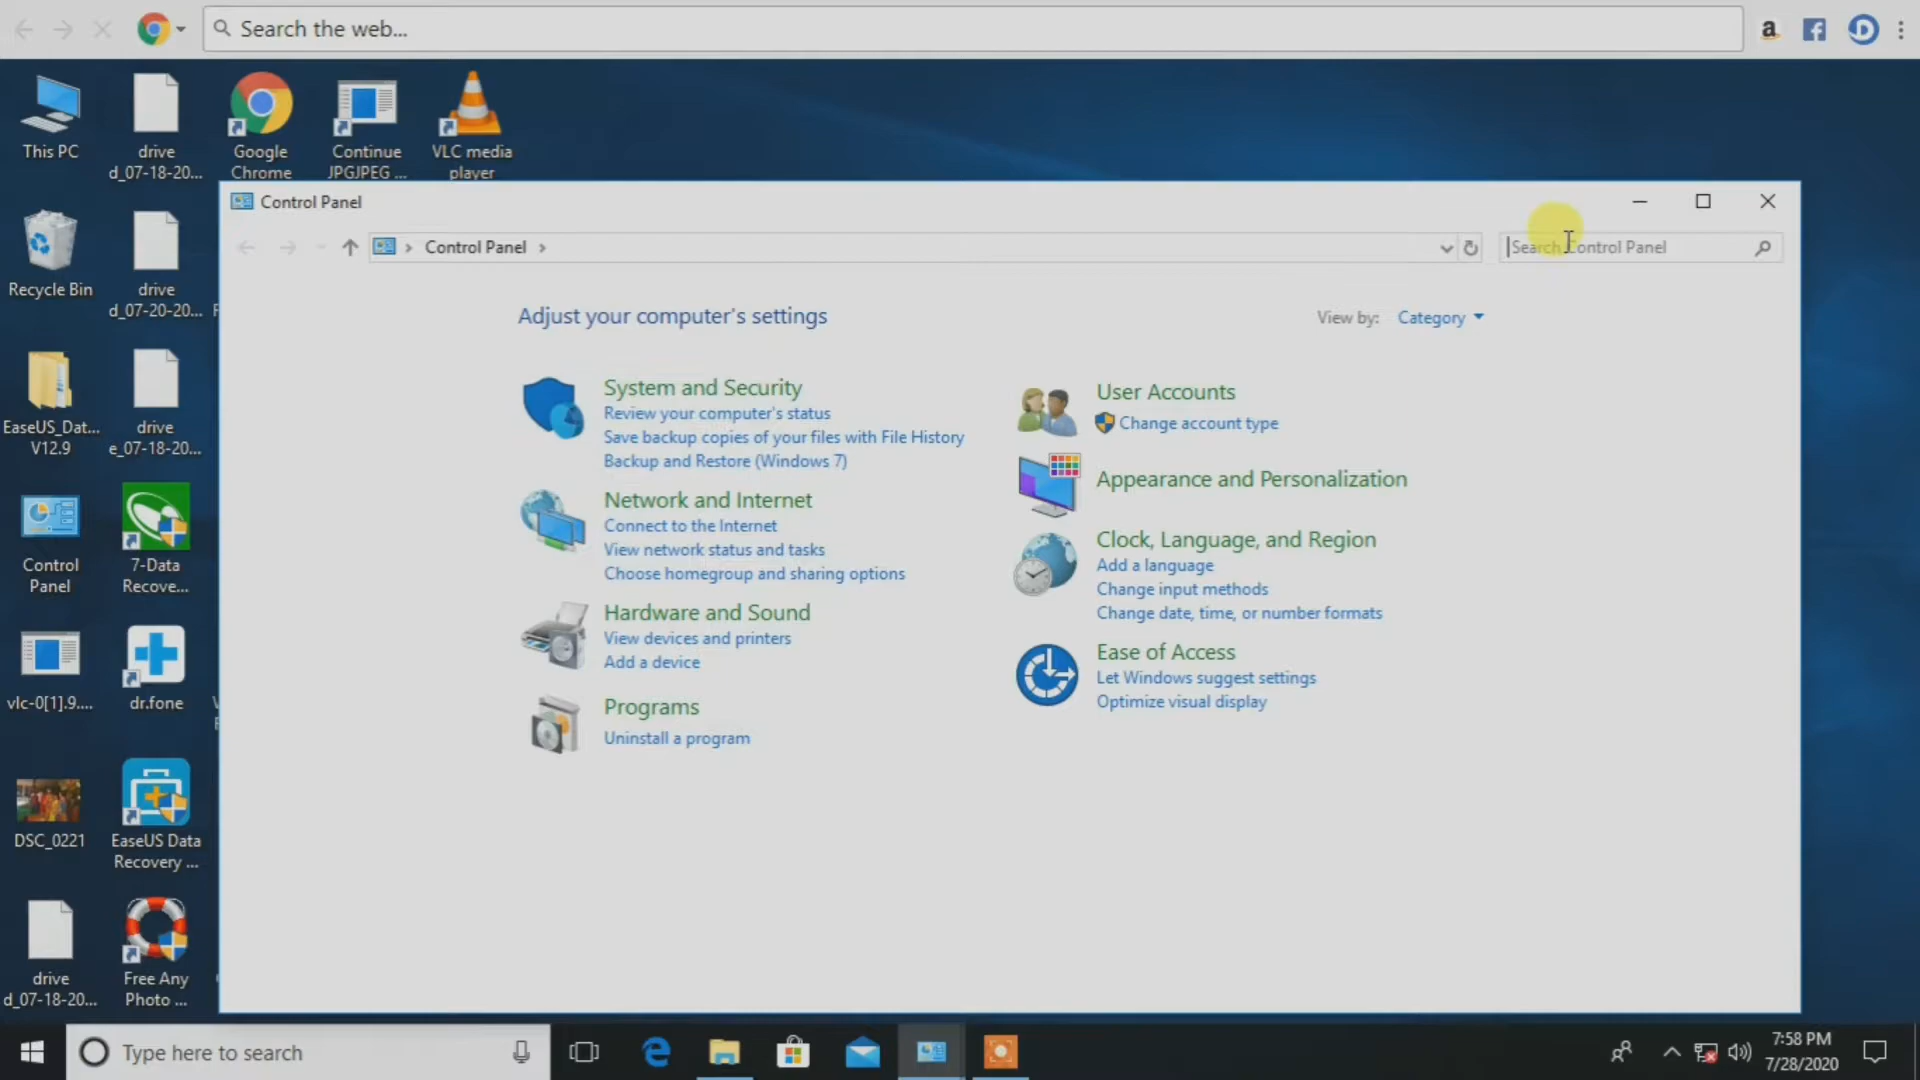 Search the web...
This PC
drive
d_07-18-20...
Google
Chrome
Continue
JPGJPEG ...
VLC media
player
Recycle Bin
drive
d_07-20-20...
EaseUS_Dat...
V12.9
drive
e_07-18-20...
Control
Panel
7-Data
Recove...
vlc-0[1].9....
dr.fone
DSC_0221
EaseUS Data
Recovery ...
drive
d_07-18-20...
Free Any
Photo ...
Control Panel
Control Panel
Search Control Panel
Adjust your computer's settings
View by: Category
System and Security
Review your computer's status
Save backup copies of your files with File History
Backup and Restore (Windows 7)
Network and Internet
Connect to the Internet
View network status and tasks
Choose homegroup and sharing options
Hardware and Sound
View devices and printers
Add a device
Programs
Uninstall a program
User Accounts
Change account type
Appearance and Personalization
Clock, Language, and Region
Add a language
Change input methods
Change date, time, or number formats
Ease of Access
Let Windows suggest settings
Optimize visual display
Type here to search
7:58 PM
7/28/2020